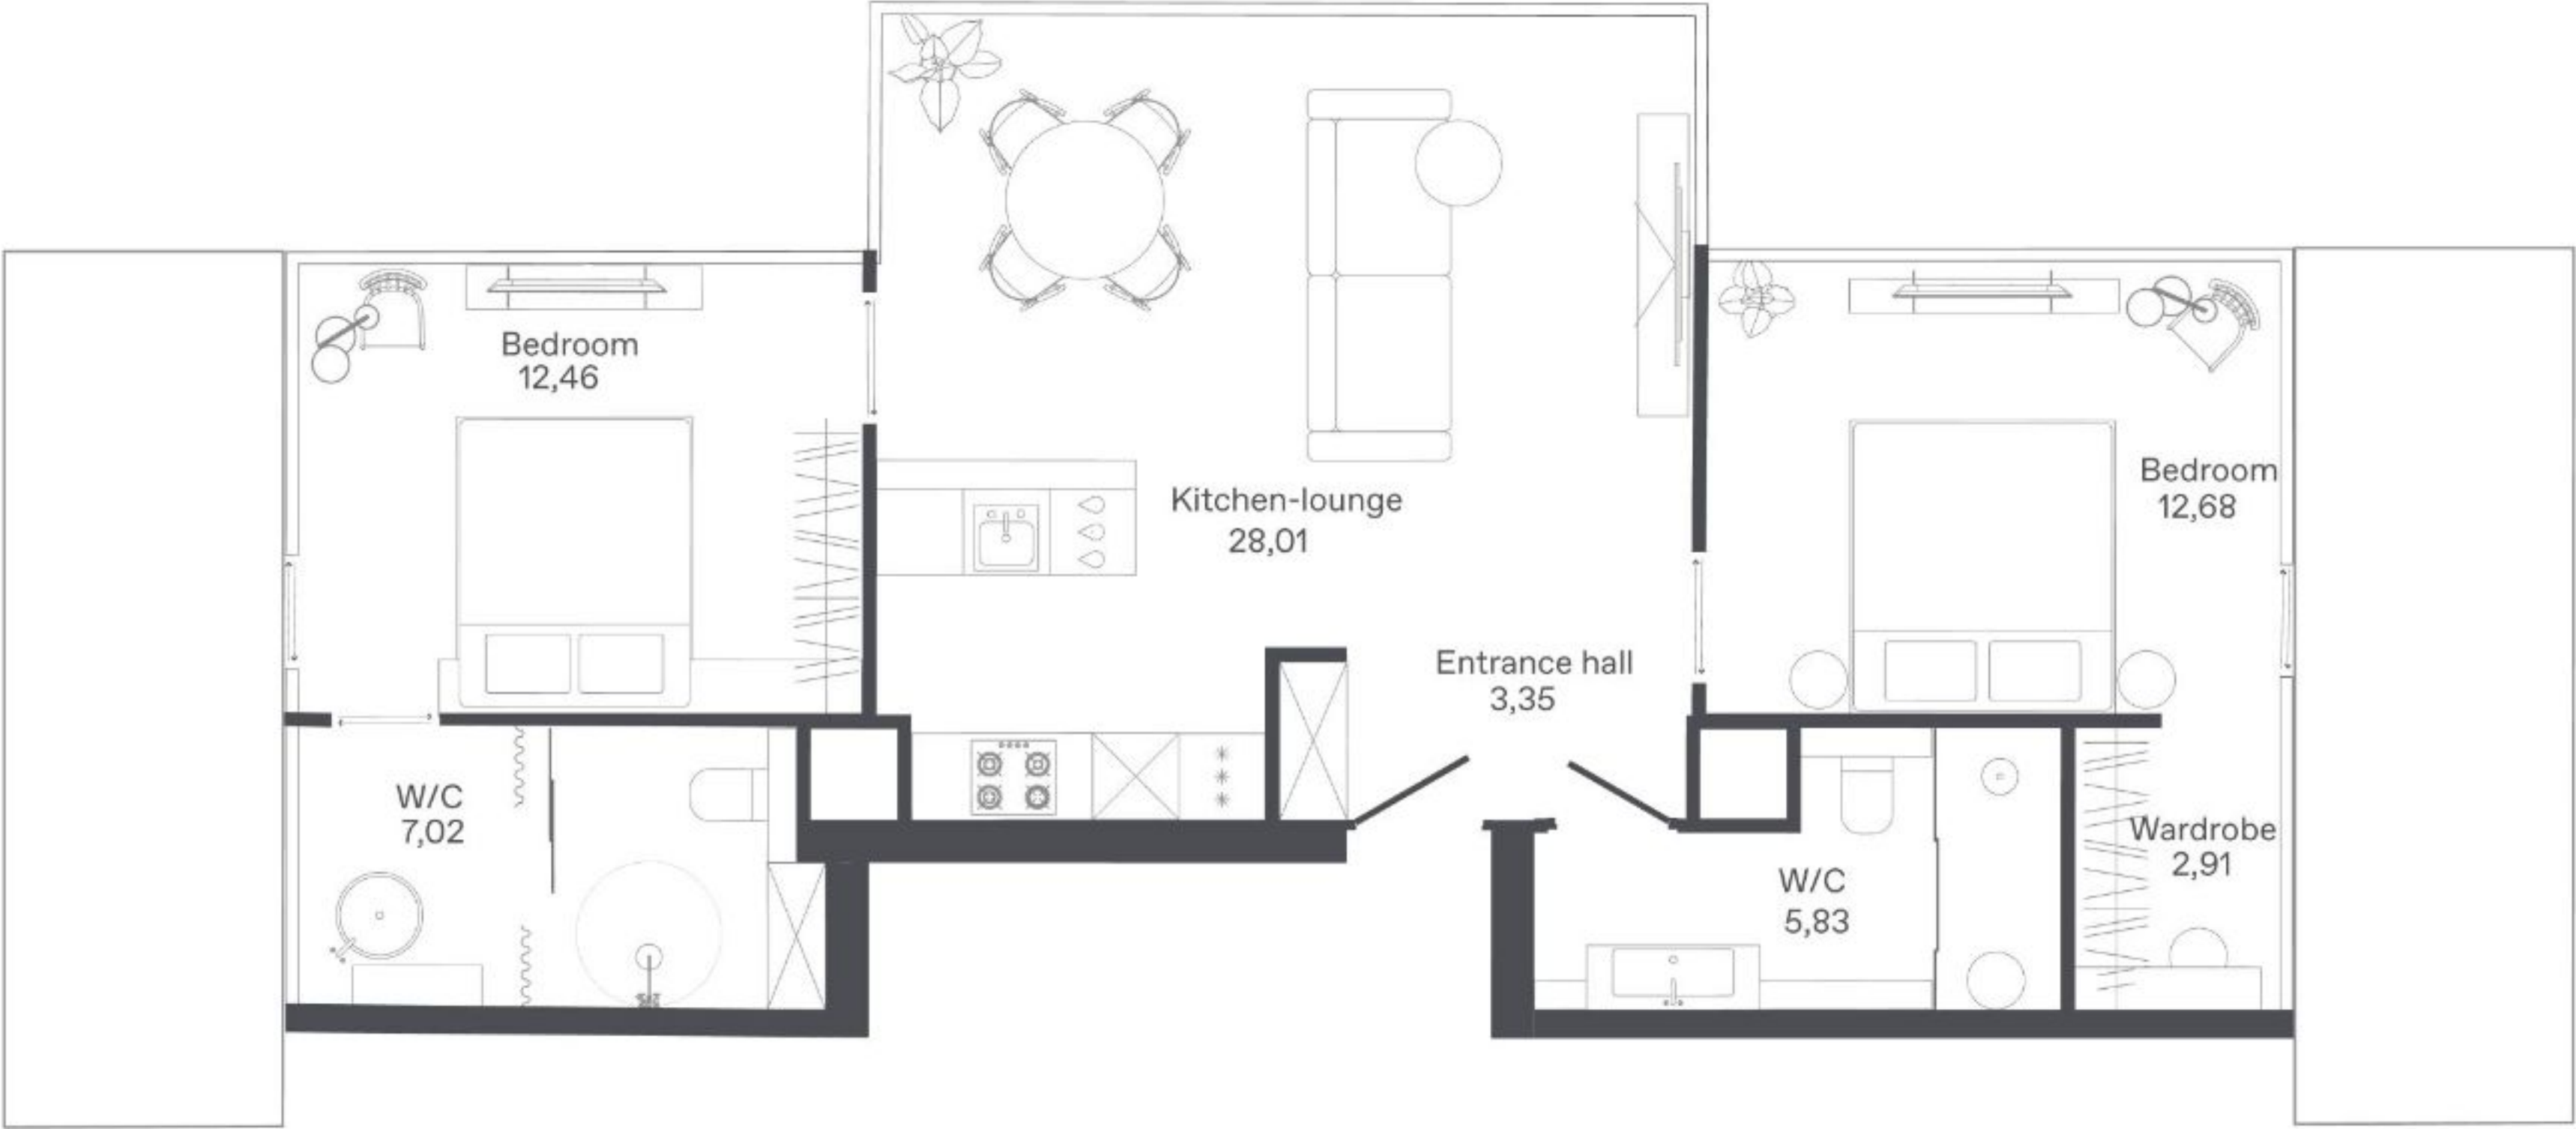 Bedroom
12,46
Kitchen-lounge
28,01
Bedroom
12,68
Entrance hall
3,35
W/C
7,02
W/C
5,83
Wardrobe
2,91